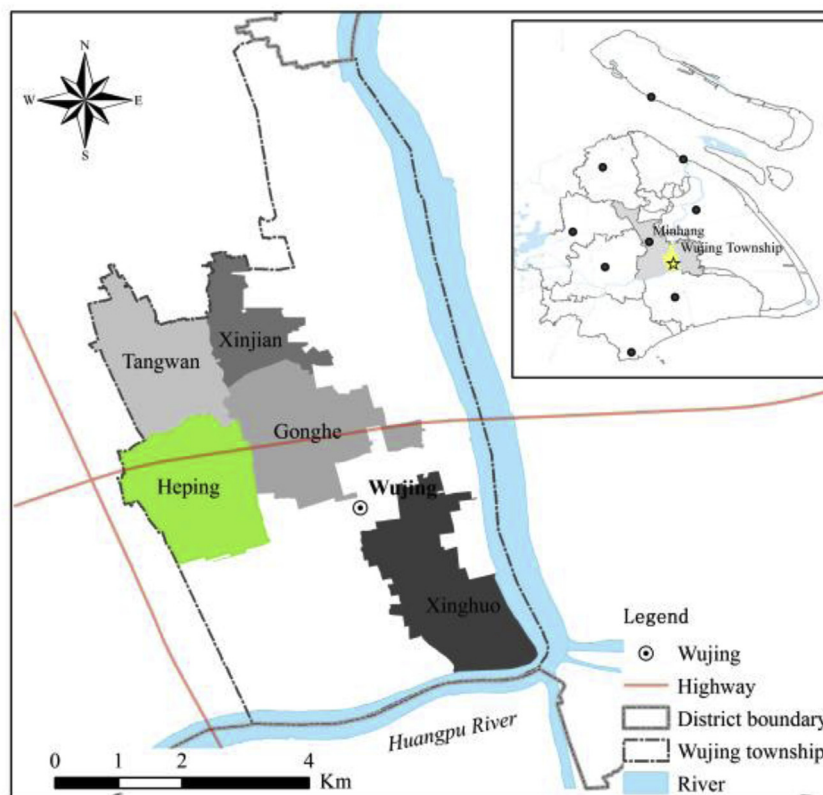 N
W E
S
Minhang
Wujing Township
Xinjian
Tangwan
Gonghe
Heping
Wujing
Xinghuo
Huangpu River
Legend
Wujing
Highway
District boundary
Wujing township
River
0 1 2 4
Km